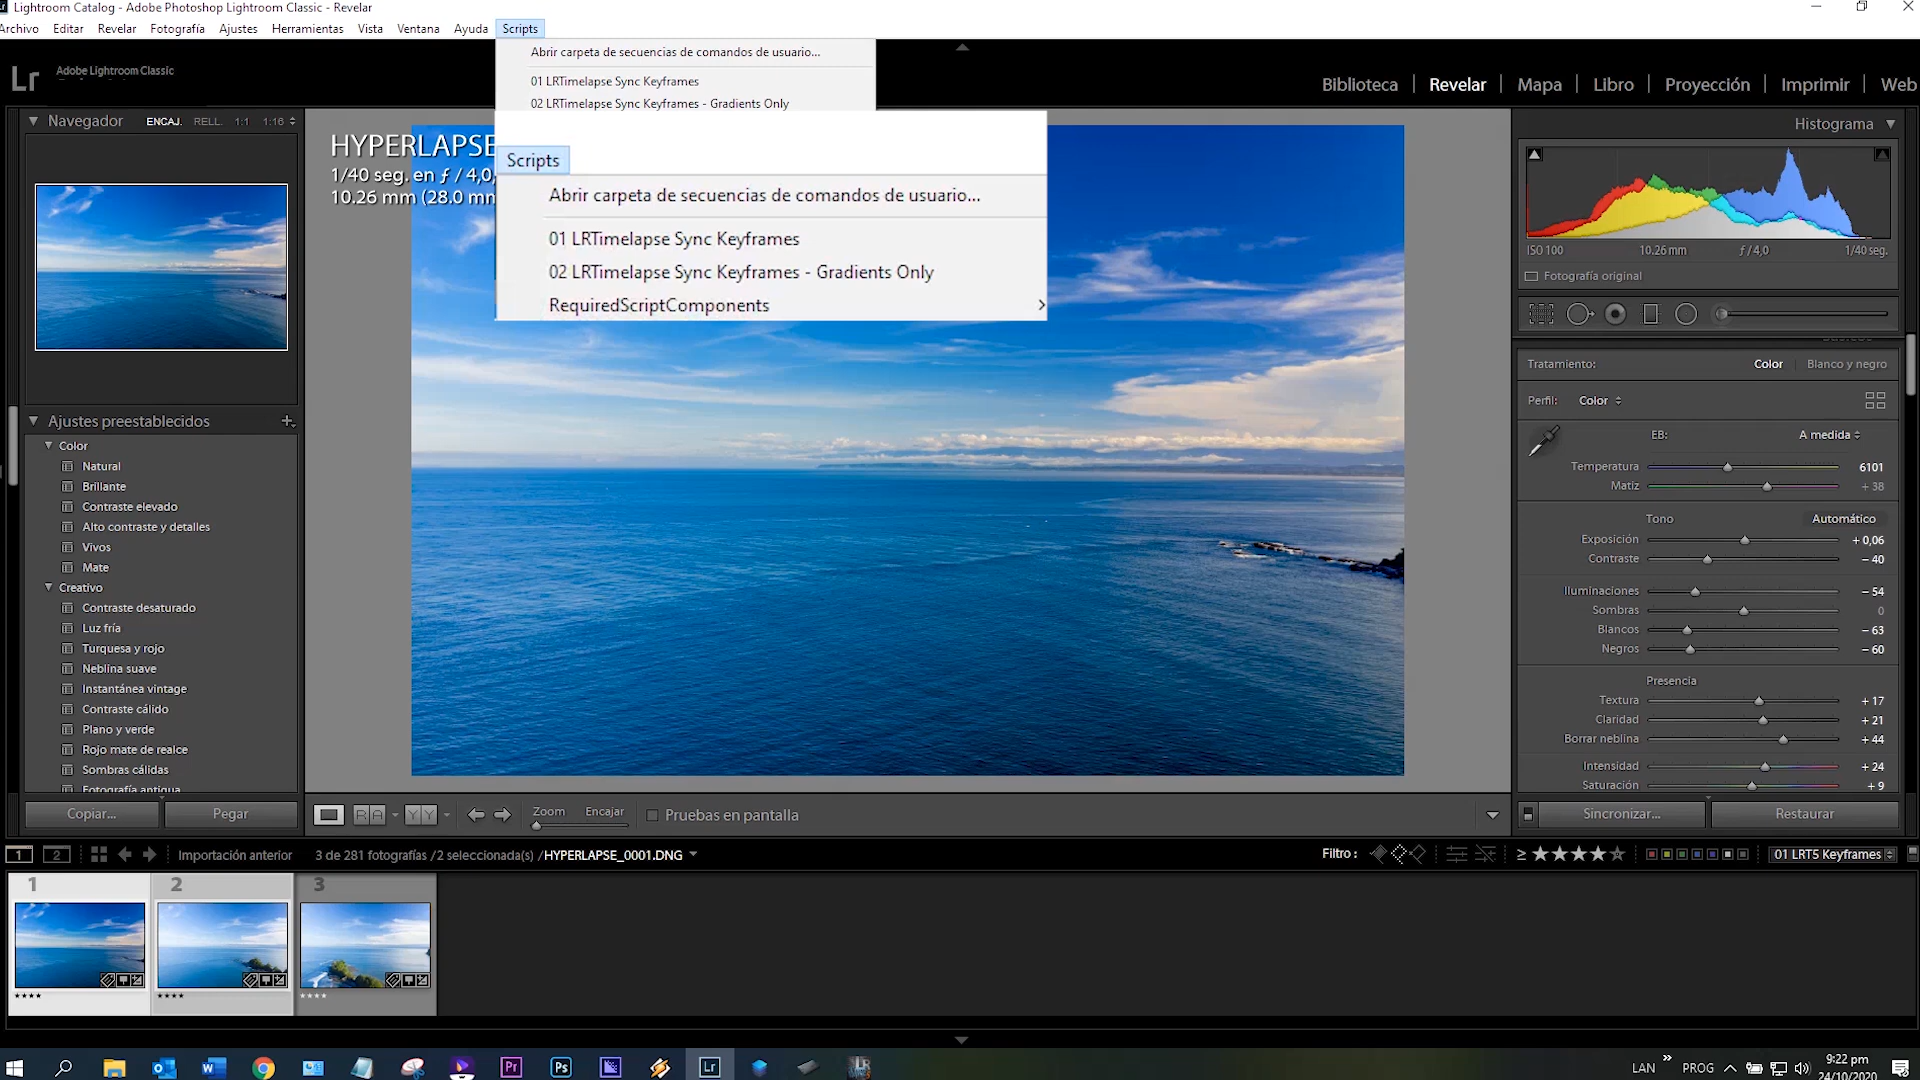 Lightroom Catalog - Adobe Photoshop Lightroom Classic - Revelar
Archivo Editar Revelar Fotografía Ajustes Herramientas Vista Ventana Ayuda Scripts
Abrir carpeta de secuencias de comandos de usuario...
01 LRTimelapse Sync Keyframes
02 LRTimelapse Sync Keyframes - Gradients Only
Lr Adobe Lightroom Classic
Biblioteca | Revelar | Mapa | Libro | Proyección | Imprimir | Web
Navegador ENCAJ. RELL. 1:1 1:16
HYPERLAPSE
1/40 seg. en ƒ / 4,0,
10.26 mm (28.0 mm
Scripts
Abrir carpeta de secuencias de comandos de usuario...
01 LRTimelapse Sync Keyframes
02 LRTimelapse Sync Keyframes - Gradients Only
RequiredScriptComponents
Ajustes preestablecidos
Color
Natural
Brillante
Contraste elevado
Alto contraste y detalles
Vivos
Mate
Creativo
Contraste desaturado
Luz fría
Turquesa y rojo
Neblina suave
Instantánea vintage
Contraste cálido
Plano y verde
Rojo mate de realce
Sombras cálidas
Fotografía antigua
Copiar... Pegar
Histograma
ISO 100 10.26 mm ƒ / 4,0 1/40 seg.
Fotografía original
Tratamiento: Color Blanco y negro
Perfil: Color
EB: A medida
Temperatura 6101
Matiz + 38
Tono Automático
Exposición + 0,06
Contraste – 40
Iluminaciones – 54
Sombras 0
Blancos – 63
Negros – 60
Presencia
Textura + 17
Claridad + 21
Borrar neblina + 44
Intensidad + 24
Saturación + 9
Sincronizar... Restaurar
R A Y Y Zoom Encajar Pruebas en pantalla
1 2 Importación anterior 3 de 281 fotografías /2 seleccionada(s) /HYPERLAPSE_0001.DNG Filtro: ≥ ★★★★★ 01 LRT5 Keyframes
1 2 3
★★★★ ★★★★ ★★★★
W Pr Ps Lr LR LAN PROG 9:22 pm
24/10/2020